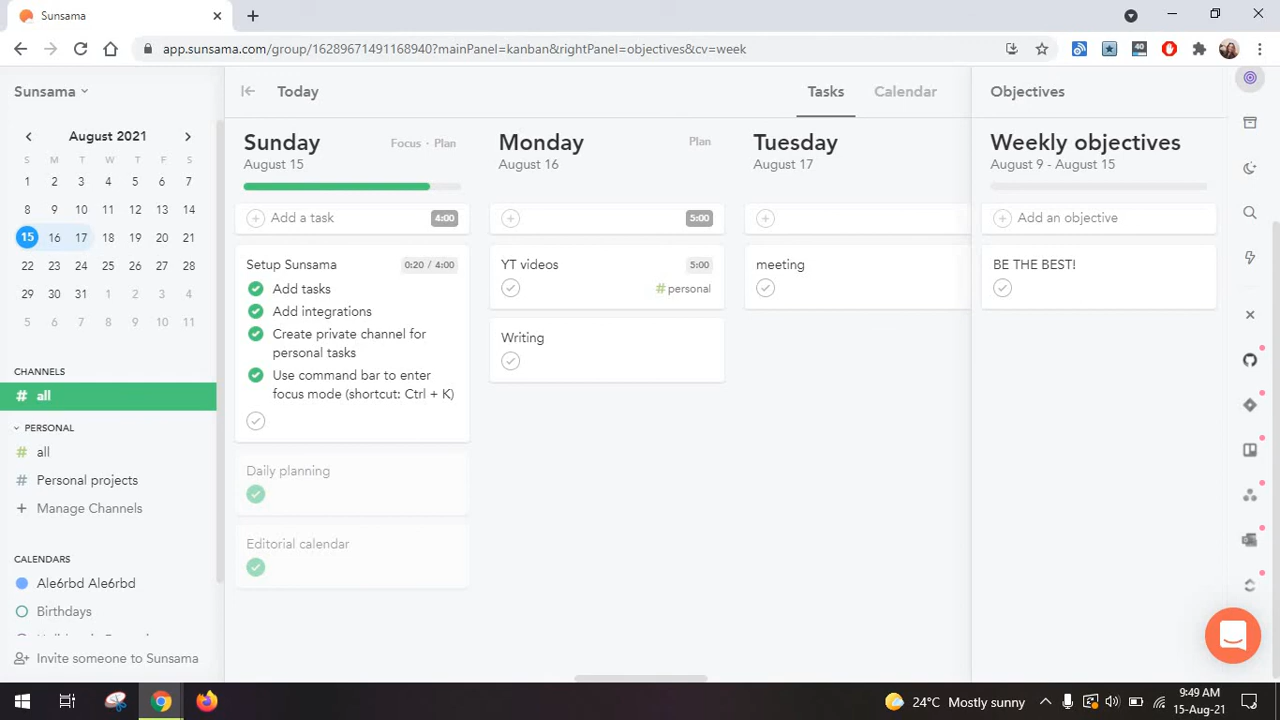 Sunsama
app.sunsama.com/group/16289671491168940?mainPanel=kanban&rightPanel=objectives&cv=week
40
Sunsama
Today
Tasks
Calendar
Objectives
August 2021
S M T W T F S
1 2 3 4 5 6 7
8 9 10 11 12 13 14
15 16 17 18 19 20 21
22 23 24 25 26 27 28
29 30 31 1 2 3 4
5 6 7 8 9 10 11
CHANNELS
# all
PERSONAL
# all
# Personal projects
+ Manage Channels
CALENDARS
Ale6rbd Ale6rbd
Birthdays
Invite someone to Sunsama
Sunday
August 15
Focus · Plan
Add a task 4:00
Setup Sunsama 0:20 / 4:00
Add tasks
Add integrations
Create private channel for
personal tasks
Use command bar to enter
focus mode (shortcut: Ctrl + K)
Daily planning
Editorial calendar
Monday
August 16
Plan
5:00
YT videos 5:00
# personal
Writing
Tuesday
August 17
meeting
Weekly objectives
August 9 - August 15
Add an objective
BE THE BEST!
24°C Mostly sunny
9:49 AM
15-Aug-21